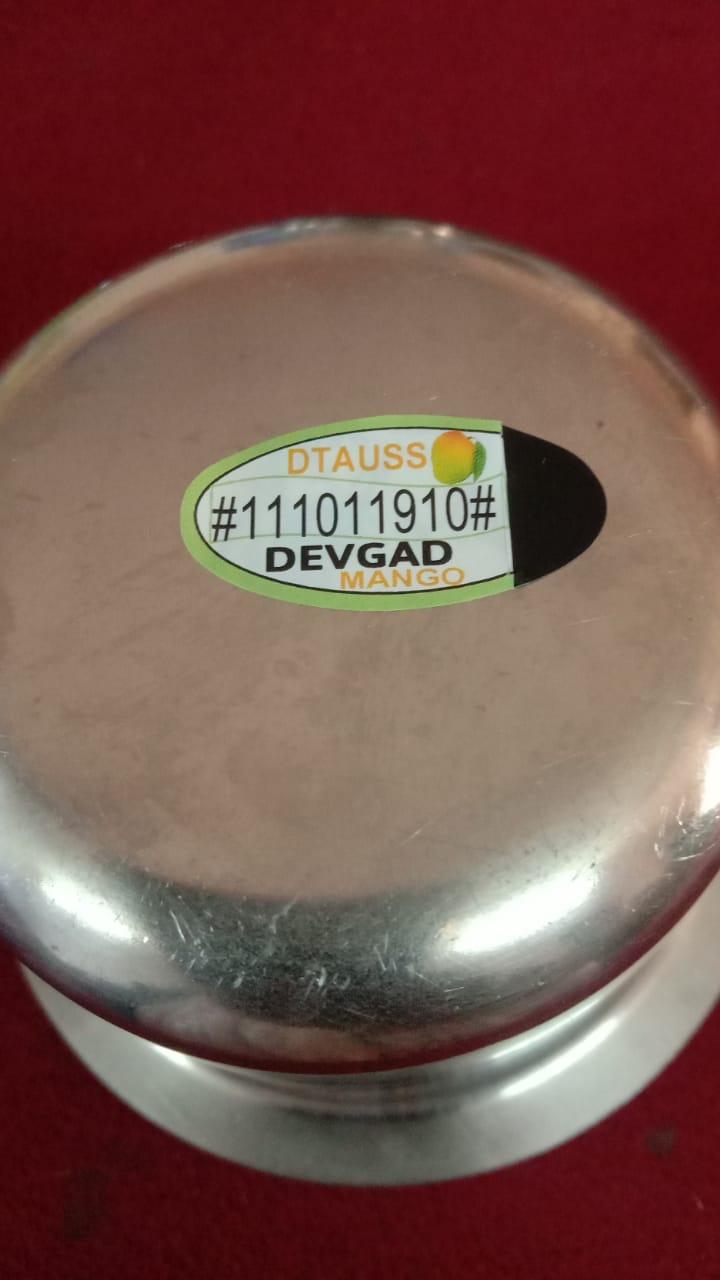 DTAUSS
#111011910#
DEVGAD
MANGO